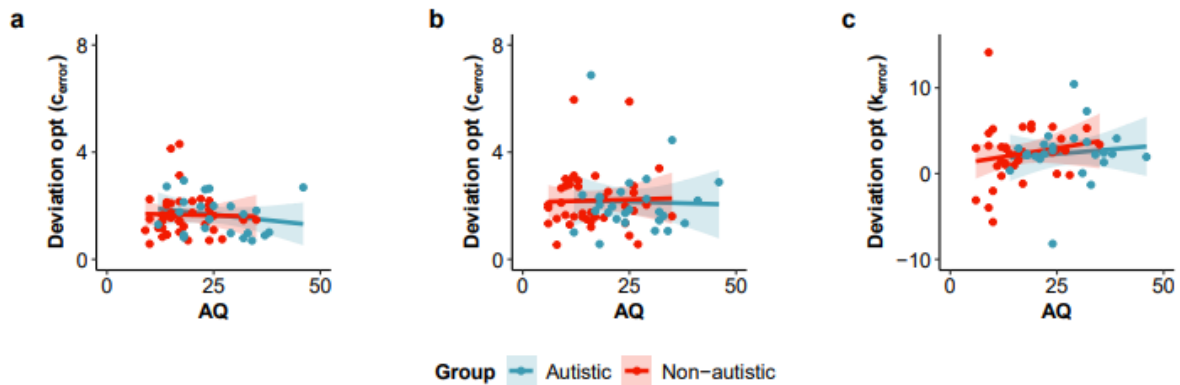 a
b
c
Deviation opt (c_error)
8
4
0
0
25
50
AQ
Deviation opt (c_error)
8
4
0
0
25
50
AQ
Deviation opt (k_error)
10
0
−10
0
25
50
AQ
Group Autistic Non−autistic